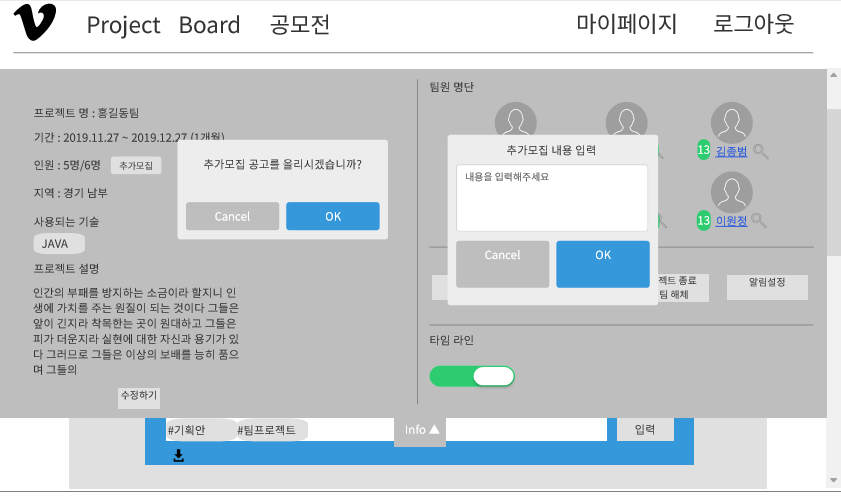 Project Board 공모전 마이페이지 로그아웃
프로젝트 명 : 홍길동팀
기간 : 2019.11.27 ~ 2019.12.27 (1개월)
인원 : 5명/6명 추가모집
지역 : 경기 남부
사용되는 기술
JAVA
프로젝트 설명
인간의 부패를 방지하는 소금이라 할지니 인
생에 가치를 주는 원질이 되는 것이다 그들은
앞이 긴지라 착목한는 곳이 원대하고 그들은
피가 더운지라 실현에 대한 자신과 용기가 있
다 그러므로 그들은 이상의 보배를 능히 품으
며 그들의
수정하기
추가모집 공고를 올리시겠습니까?
Cancel OK
팀원 명단
13 김종범
13 이원정
추가모집 내용 입력
내용을 입력해주세요
Cancel OK
젝트 종료
팀 해체
알림설정
타임 라인
#기획안 #팀프로젝트 Info ▲ 입력